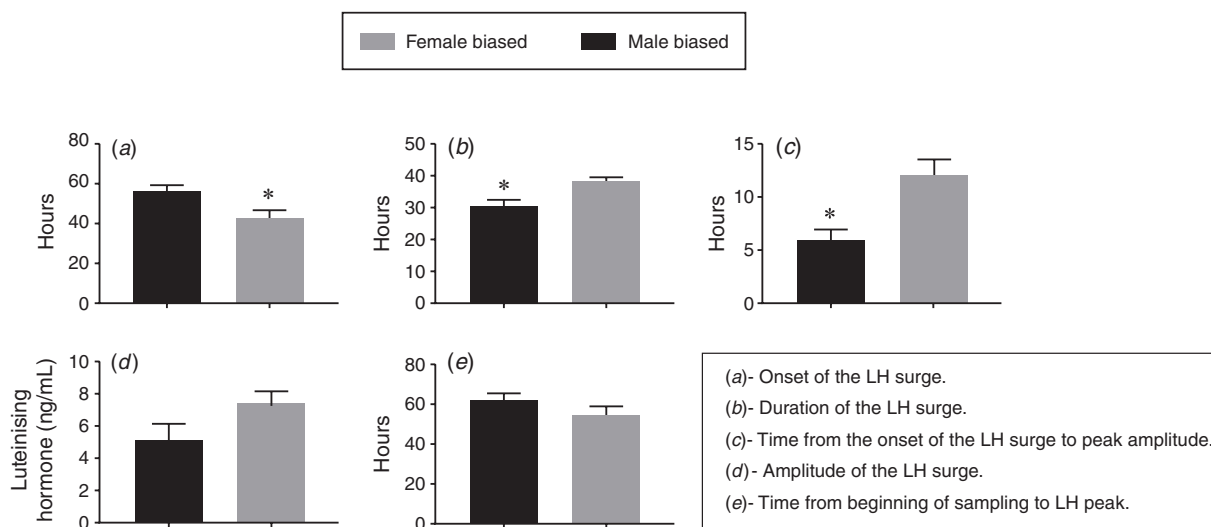 Female biased Male biased
(a)
80
60
40
20
0
Hours
*
(b)
50
40
30
20
10
0
Hours
*
(c)
15
10
5
0
Hours
*
(d)
10
8
6
4
2
0
Luteinising
hormone (ng/mL)
(e)
80
60
40
20
0
Hours
(a)- Onset of the LH surge.
(b)- Duration of the LH surge.
(c)- Time from the onset of the LH surge to peak amplitude.
(d)- Amplitude of the LH surge.
(e)- Time from beginning of sampling to LH peak.